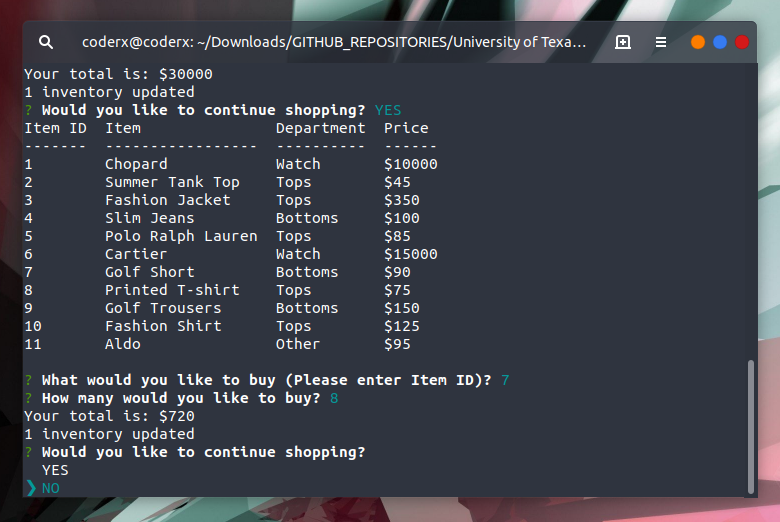 coderx@coderx: ~/Downloads/GITHUB_REPOSITORIES/University of Texa...
Your total is: $30000
1 inventory updated
? Would you like to continue shopping? YES
Item ID  Item               Department  Price
-------  -----------------  ----------  ------
1        Chopard            Watch       $10000
2        Summer Tank Top    Tops        $45
3        Fashion Jacket     Tops        $350
4        Slim Jeans         Bottoms     $100
5        Polo Ralph Lauren  Tops        $85
6        Cartier            Watch       $15000
7        Golf Short         Bottoms     $90
8        Printed T-shirt    Tops        $75
9        Golf Trousers      Bottoms     $150
10       Fashion Shirt      Tops        $125
11       Aldo               Other       $95
? What would you like to buy (Please enter Item ID)? 7
? How many would you like to buy? 8
Your total is: $720
1 inventory updated
? Would you like to continue shopping?
  YES
❯ NO